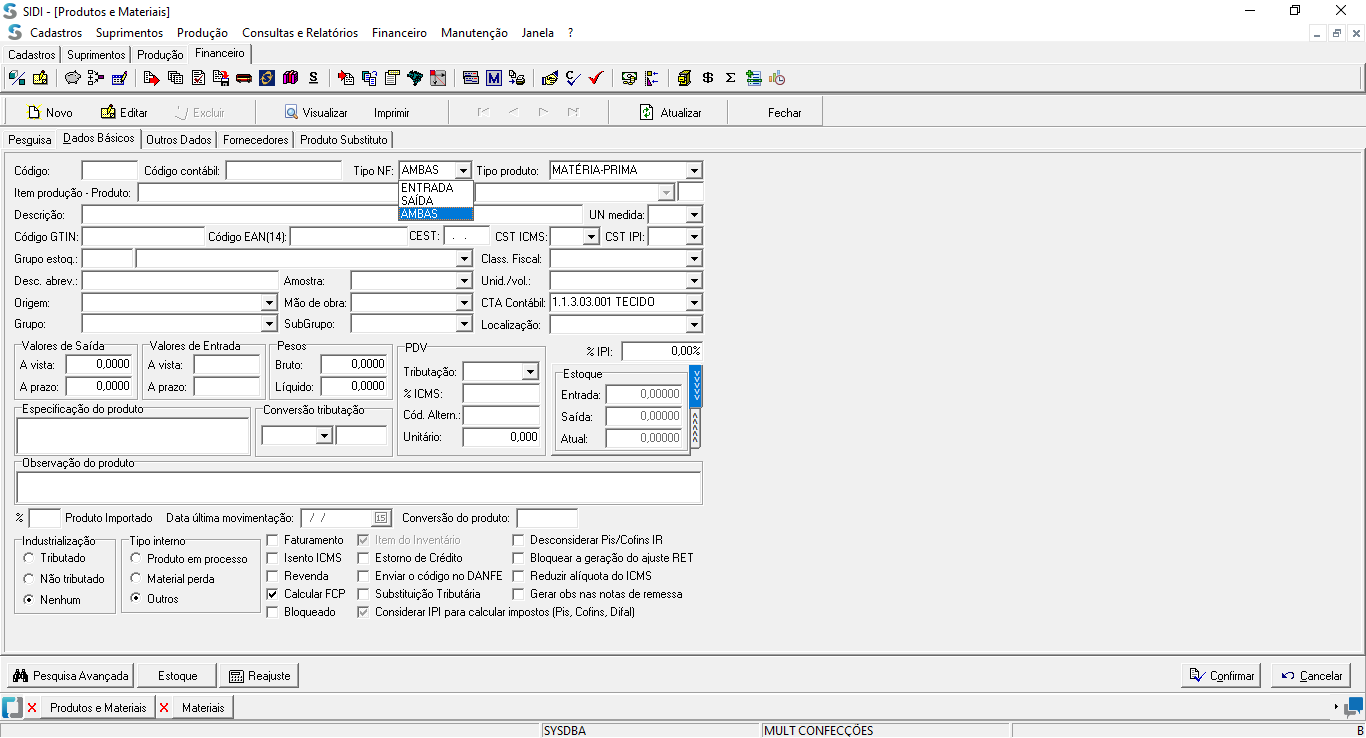 SIDI - [Produtos e Materiais]
Cadastros Suprimentos Produção Consultas e Relatórios Financeiro Manutenção Janela ?
Cadastros Suprimentos Produção Financeiro
Novo Editar Excluir Visualizar Imprimir Atualizar Fechar
Pesquisa Dados Básicos Outros Dados Fornecedores Produto Substituto
Código: Código contábil: Tipo NF: AMBAS Tipo produto: MATÉRIA-PRIMA
Item produção - Produto: ENTRADA
SAÍDA
AMBAS
Descrição: UN medida:
Código GTIN: Código EAN(14): CEST: . . CST ICMS: CST IPI:
Grupo estoq.: Class. Fiscal:
Desc. abrev.: Amostra: Unid./vol.:
Origem: Mão de obra: CTA Contábil: 1.1.3.03.001 TECIDO
Grupo: SubGrupo: Localização:
Valores de Saída Valores de Entrada Pesos PDV % IPI: 0,00%
A vista: 0,0000 A vista: Bruto: 0,0000 Tributação: Estoque
A prazo: 0,0000 A prazo: Líquido: 0,0000 % ICMS: Entrada: 0,00000
Especificação do produto Conversão tributação Cód. Altern.: Saída: 0,00000
Unitário: 0,000 Atual: 0,00000
Observação do produto
% Produto Importado Data última movimentação: / / 15 Conversão do produto:
Industrialização Tipo interno Faturamento Item do Inventário Desconsiderar Pis/Cofins IR
Tributado Produto em processo Isento ICMS Estorno de Crédito Bloquear a geração do ajuste RET
Não tributado Material perda Revenda Enviar o código no DANFE Reduzir alíquota do ICMS
Nenhum Outros Calcular FCP Substituição Tributária Gerar obs nas notas de remessa
Bloqueado Considerar IPI para calcular impostos (Pis, Cofins, Difal)
Pesquisa Avançada Estoque Reajuste Confirmar Cancelar
Produtos e Materiais Materiais
SYSDBA MULT CONFECÇÕES B